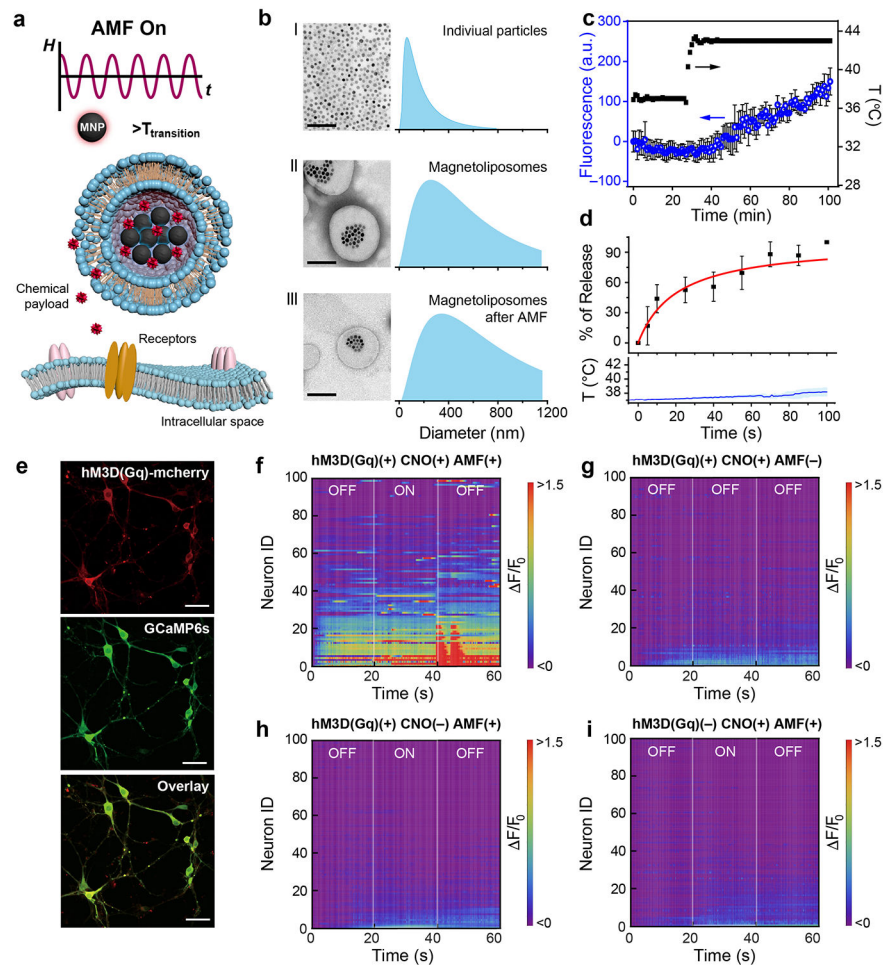 a
AMF On
H
t
MNP
>Ttransition
Chemical
payload
Receptors
Intracellular space
b
I
Indiviual particles
II
Magnetoliposomes
III
Magnetoliposomes
after AMF
0 400 800 1200
Diameter (nm)
c
Fluorescence (a.u.)
300
200
100
0
−100
T (°C)
44
40
36
32
28
0 20 40 60 80 100
Time (min)
d
% of Release
90
60
30
0
T (°C)
42
40
38
0 20 40 60 80 100
Time (s)
e
hM3D(Gq)-mcherry
GCaMP6s
Overlay
f
hM3D(Gq)(+) CNO(+) AMF(+)
OFF ON OFF
Neuron ID
100
80
60
40
20
0
0 20 40 60
Time (s)
>1.5
ΔF/F0
<0
g
hM3D(Gq)(+) CNO(+) AMF(−)
OFF OFF OFF
Neuron ID
100
80
60
40
20
0
0 20 40 60
Time (s)
>1.5
ΔF/F0
<0
h
hM3D(Gq)(+) CNO(−) AMF(+)
OFF ON OFF
Neuron ID
100
80
60
40
20
0
0 20 40 60
Time (s)
>1.5
ΔF/F0
<0
i
hM3D(Gq)(−) CNO(+) AMF(+)
OFF ON OFF
Neuron ID
100
80
60
40
20
0
0 20 40 60
Time (s)
>1.5
ΔF/F0
<0